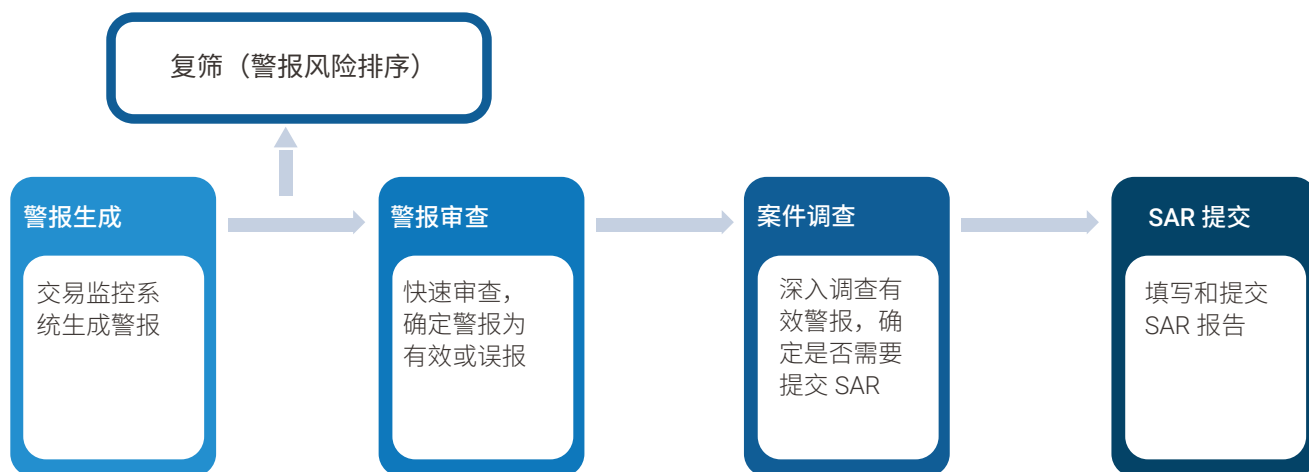 复筛（警报风险排序）
警报生成
交易监控系
统生成警报
警报审查
快速审查，
确定警报为
有效或误报
案件调查
深入调查有
效警报，确
定是否需要
提交 SAR
SAR 提交
填写和提交
SAR 报告